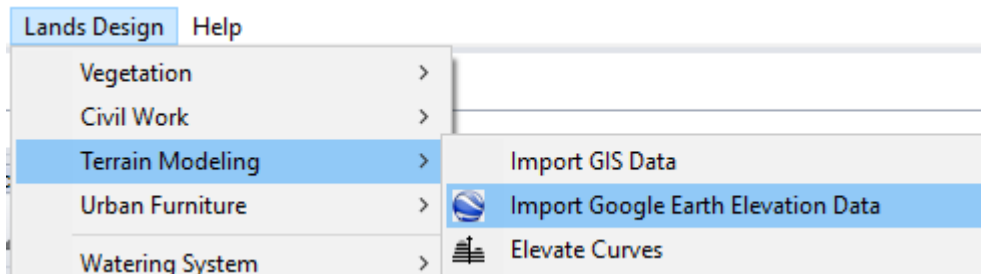 Lands Design Help
Vegetation
Civil Work
Terrain Modeling
Import GIS Data
Urban Furniture
Import Google Earth Elevation Data
Watering System
Elevate Curves